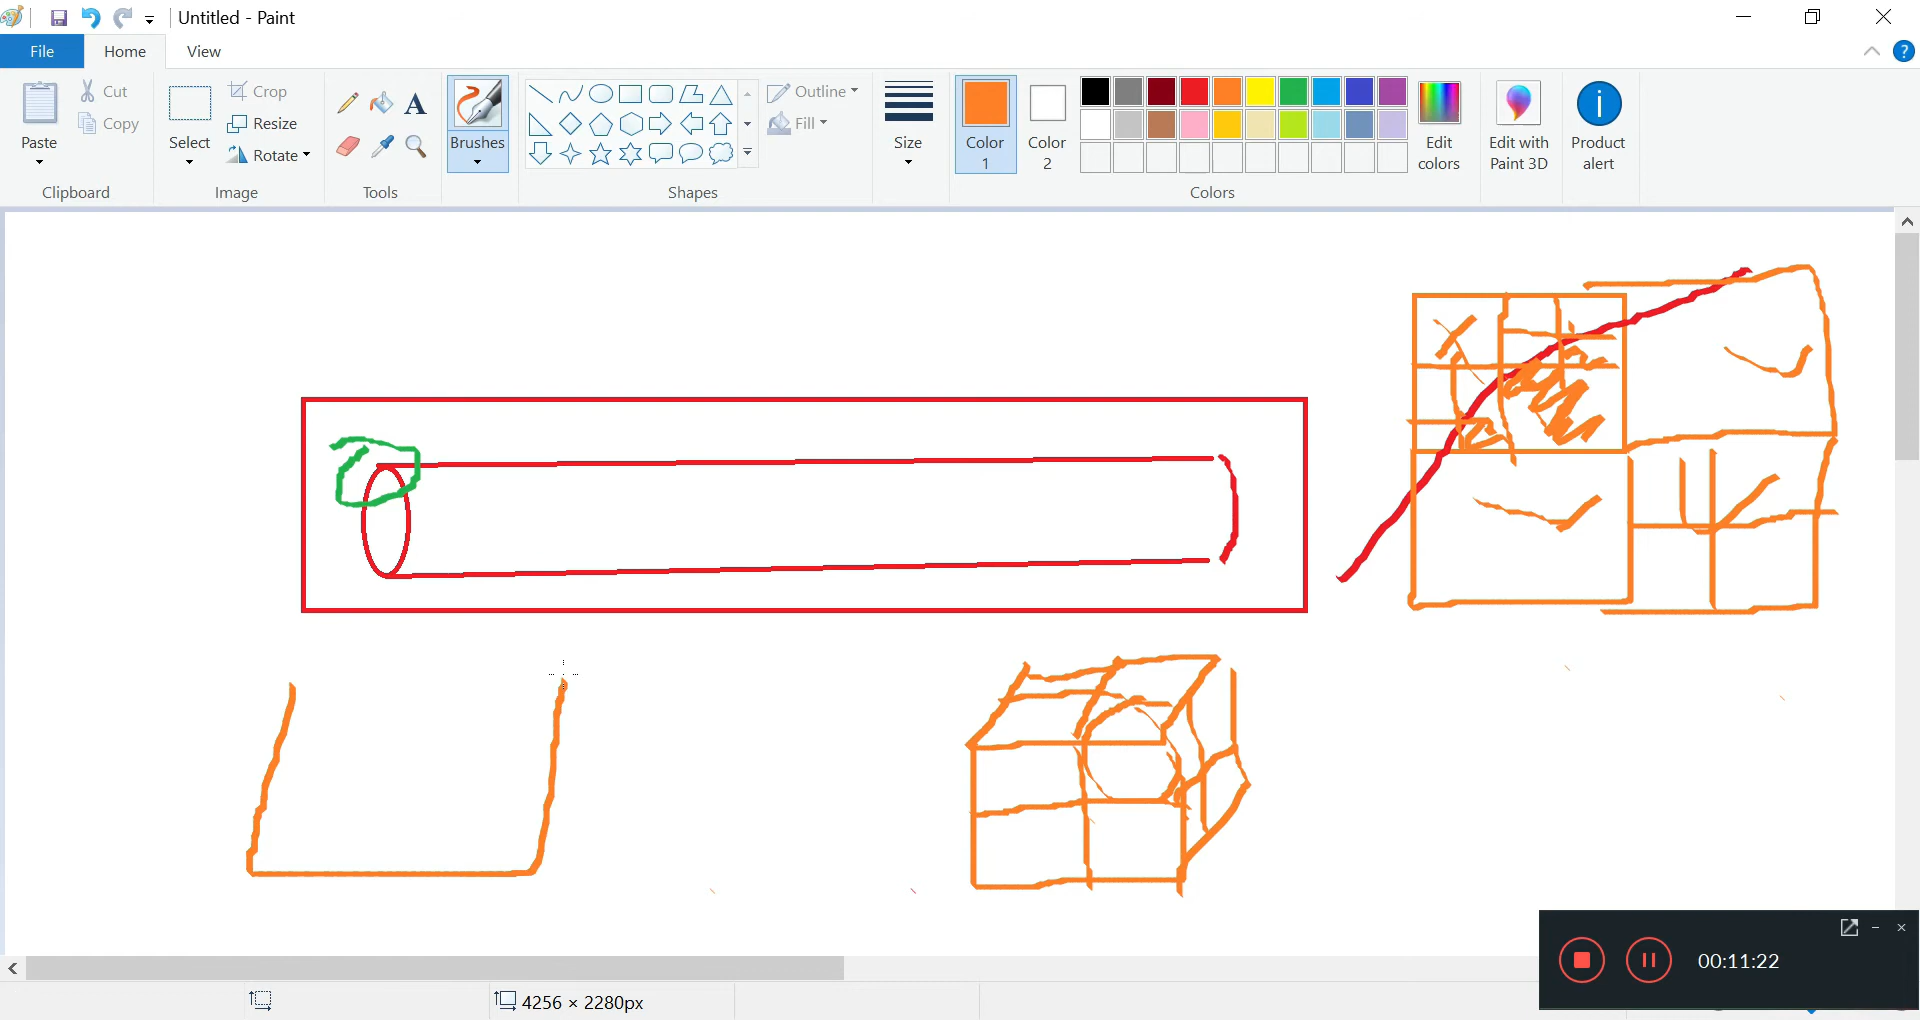 Untitled - Paint
File Home View
Paste
Cut
Copy
Clipboard
Select
Crop
Resize
Rotate
Image
A
Tools
Brushes
Outline
Fill
Shapes
Size
Color 1
Color 2
Edit colors
Colors
Edit with Paint 3D
i
Product alert
?
00:11:22
4256 × 2280px